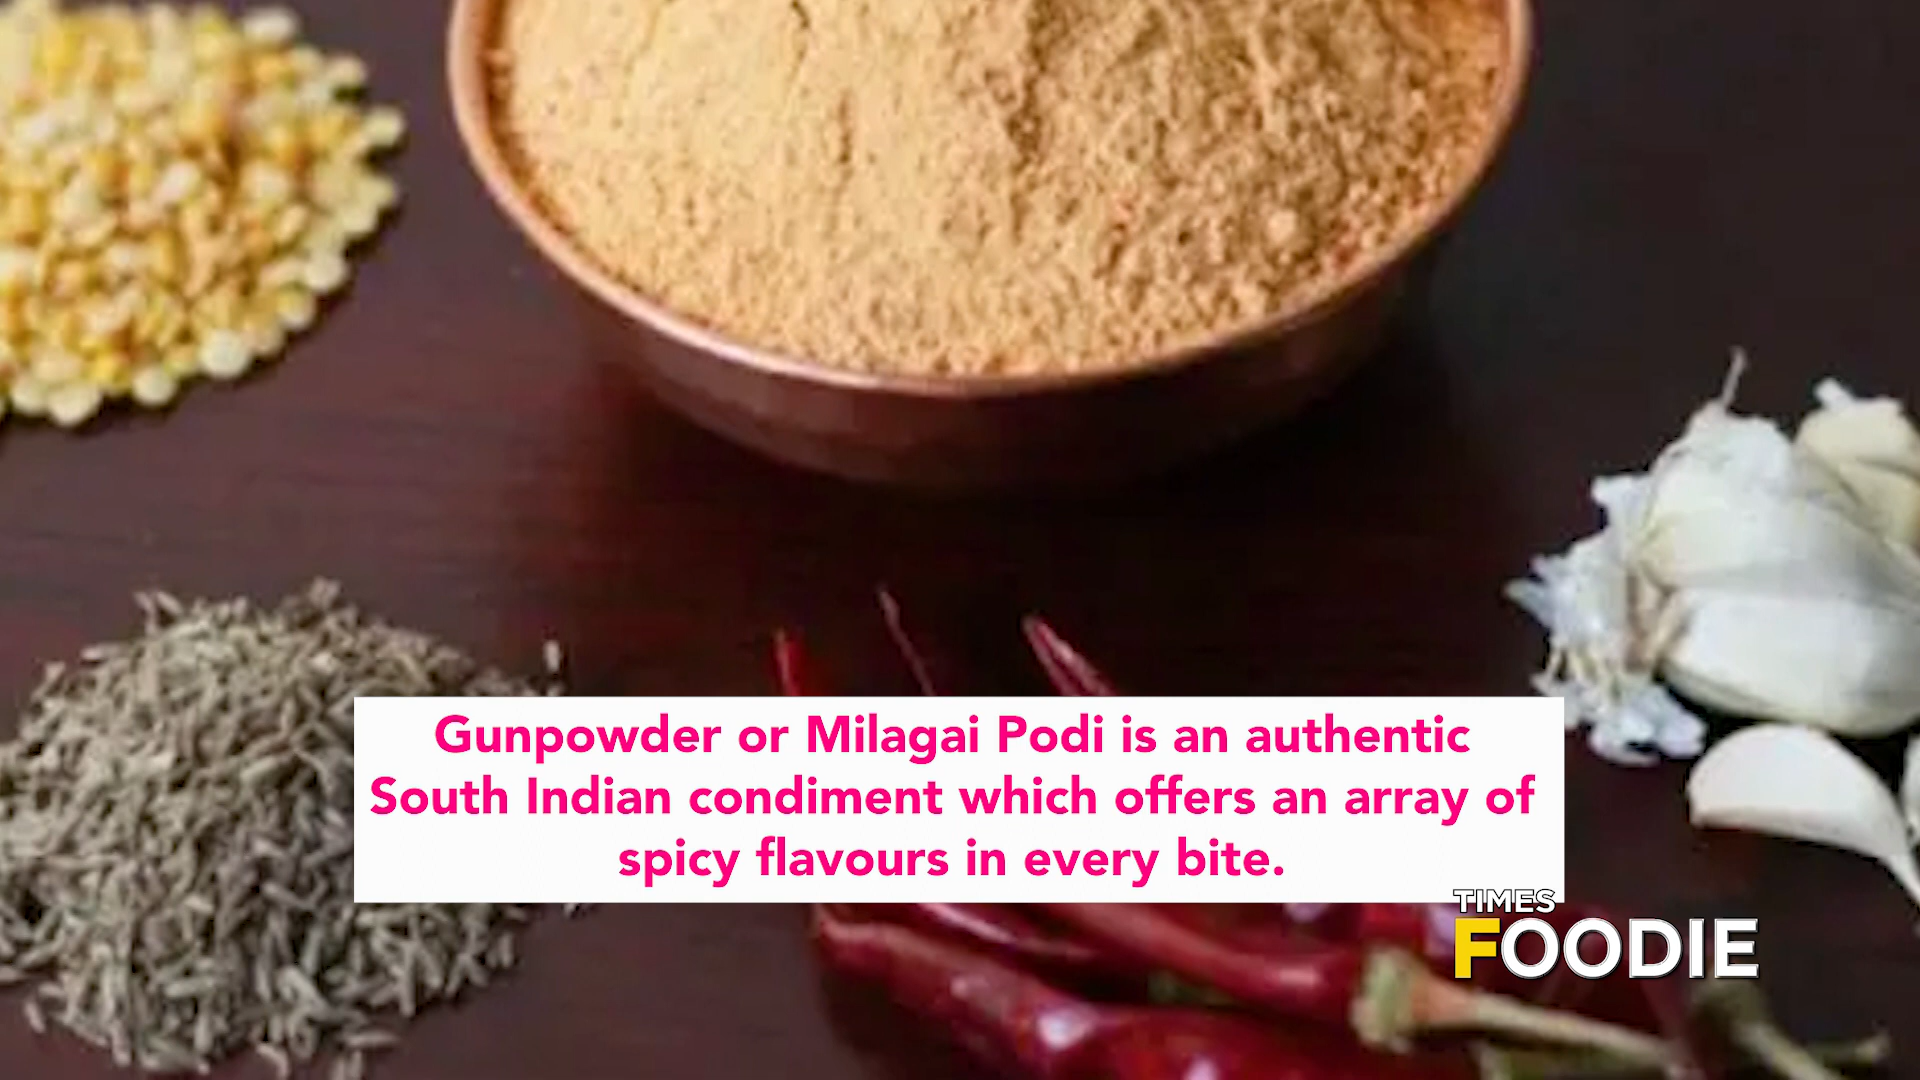 Gunpowder or Milagai Podi is an authentic
South Indian condiment which offers an array of
spicy flavours in every bite.
TIMES
FOODIE